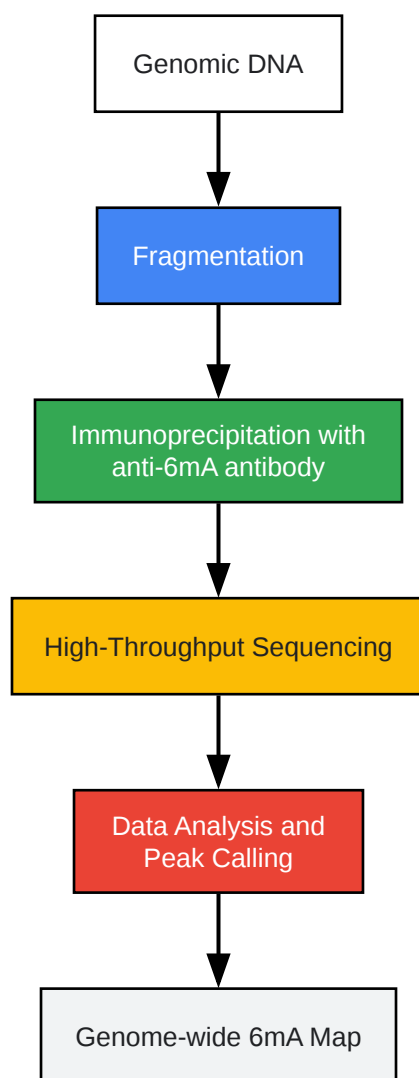 Genomic DNA
Fragmentation
Immunoprecipitation with
anti-6mA antibody
High-Throughput Sequencing
Data Analysis and
Peak Calling
Genome-wide 6mA Map